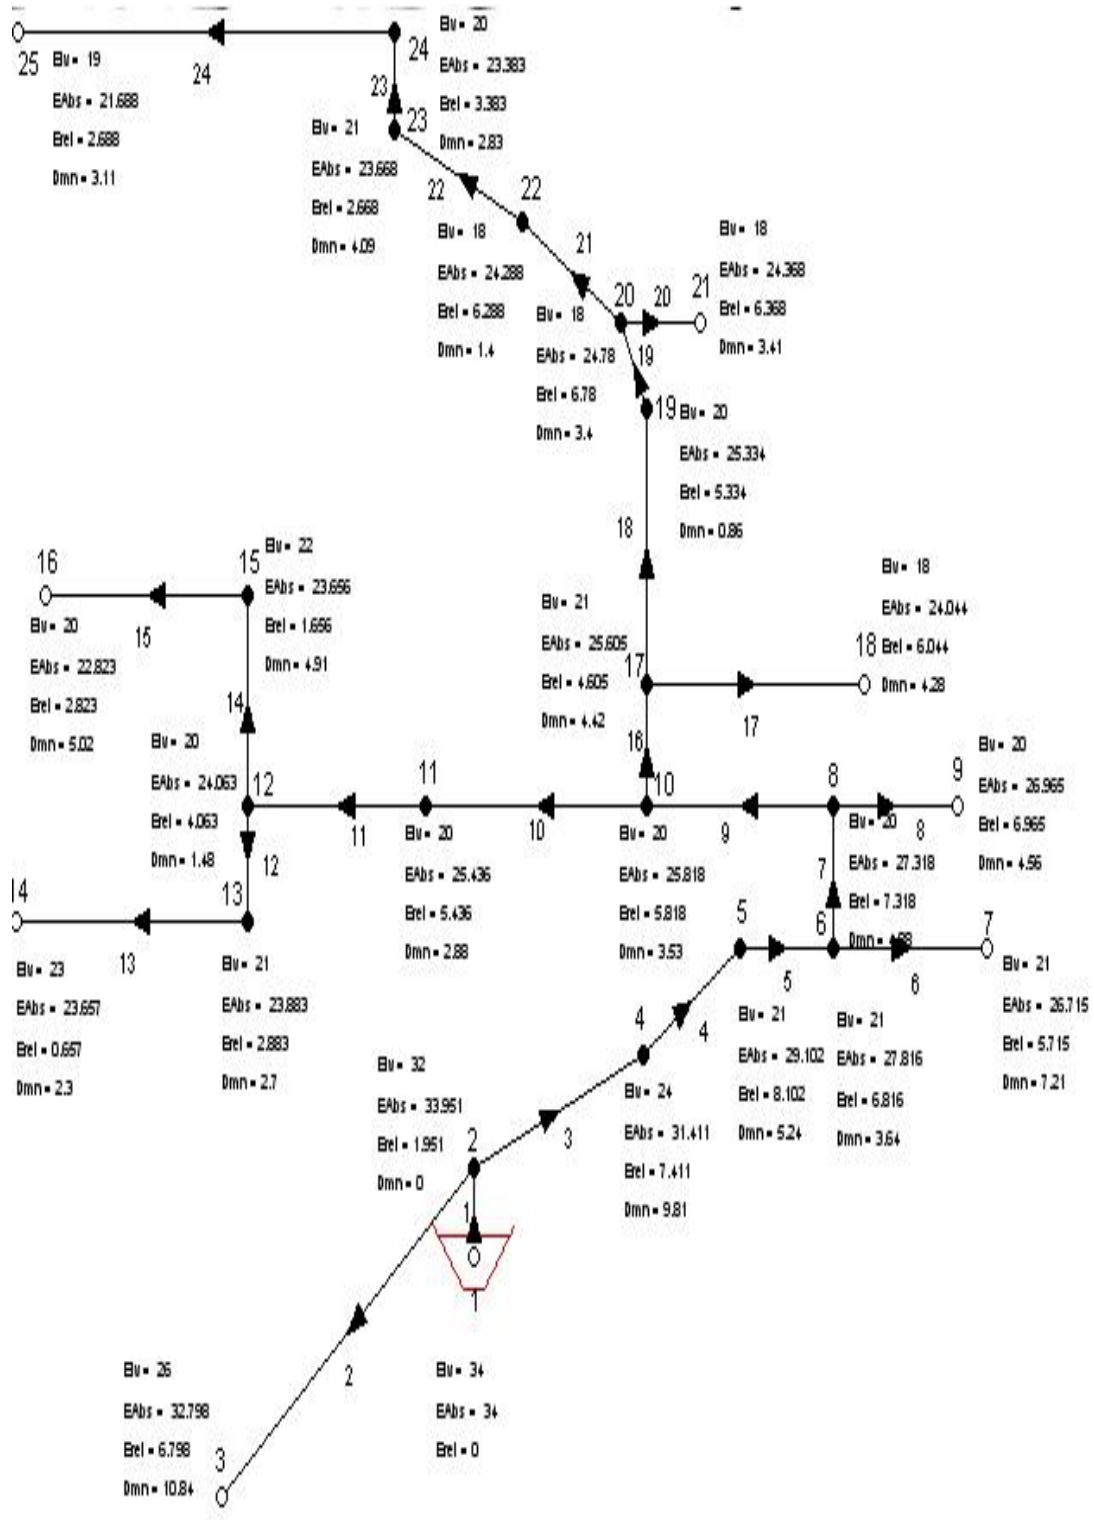 Elv = 20
24
25
Elv = 19
24
EAbs = 23.383
EAbs = 21.688
23
Erel = 3.383
Erel = 2.688
Elv = 21
23
Dmn = 2.83
Dmn = 3.11
EAbs = 23.668
22
22
Erel = 2.668
Elv = 18
Elv = 18
Dmn = 4.09
21
EAbs = 24.288
EAbs = 24.368
20
20
21
Erel = 6.288
Elv = 18
Erel = 6.368
Dmn = 1.4
EAbs = 24.78
19
Dmn = 3.41
Erel = 6.78
19
Elv = 20
Dmn = 3.4
EAbs = 25.334
Erel = 5.334
18
Dmn = 0.86
16
15
Elv = 22
Elv = 18
EAbs = 23.656
Elv = 21
EAbs = 24.044
Elv = 20
15
Erel = 1.656
EAbs = 25.605
18
Erel = 6.044
EAbs = 22.823
Dmn = 4.91
17
Erel = 4.605
Dmn = 4.28
Erel = 2.823
14
Dmn = 4.42
17
Dmn = 5.02
Elv = 20
16
Elv = 20
EAbs = 24.063
12
11
10
8
9
EAbs = 26.965
Erel = 4.063
11
Elv = 20
10
Elv = 20
9
Elv = 20
8
Erel = 6.965
Dmn = 1.48
12
EAbs = 25.436
EAbs = 25.818
7
EAbs = 27.318
Dmn = 4.56
14
13
Erel = 5.436
Erel = 5.818
5
6
Erel = 7.318
7
Dmn = 2.88
Dmn = 3.53
13
Elv = 23
Elv = 21
5
6
Elv = 21
EAbs = 23.657
EAbs = 23.883
4
4
Elv = 21
Elv = 21
EAbs = 26.715
Erel = 0.657
Erel = 2.883
Elv = 32
EAbs = 29.102
EAbs = 27.816
Erel = 5.715
Dmn = 2.3
Dmn = 2.7
EAbs = 33.951
Elv = 24
Erel = 8.102
Erel = 6.816
Dmn = 7.21
Erel = 1.951
2
3
EAbs = 31.411
Dmn = 5.24
Dmn = 3.64
Dmn = 0
Erel = 7.411
1
Dmn = 9.81
1
Elv = 26
2
Elv = 34
EAbs = 32.798
EAbs = 34
Erel = 6.798
3
Erel = 0
Dmn = 10.84